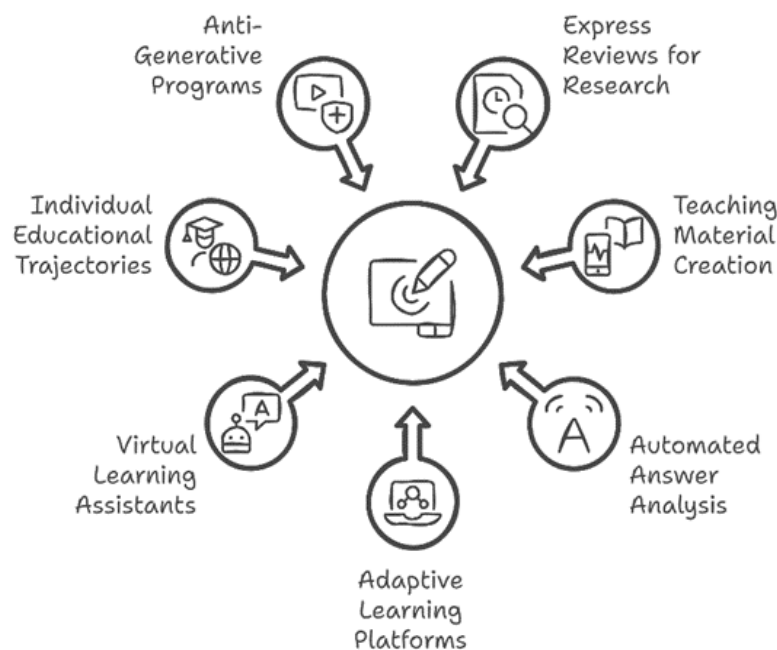 Anti-
Generative
Programs
Express
Reviews for
Research
Individual
Educational
Trajectories
Teaching
Material
Creation
A
Virtual
Learning
Assistants
A
Automated
Answer
Analysis
Adaptive
Learning
Platforms